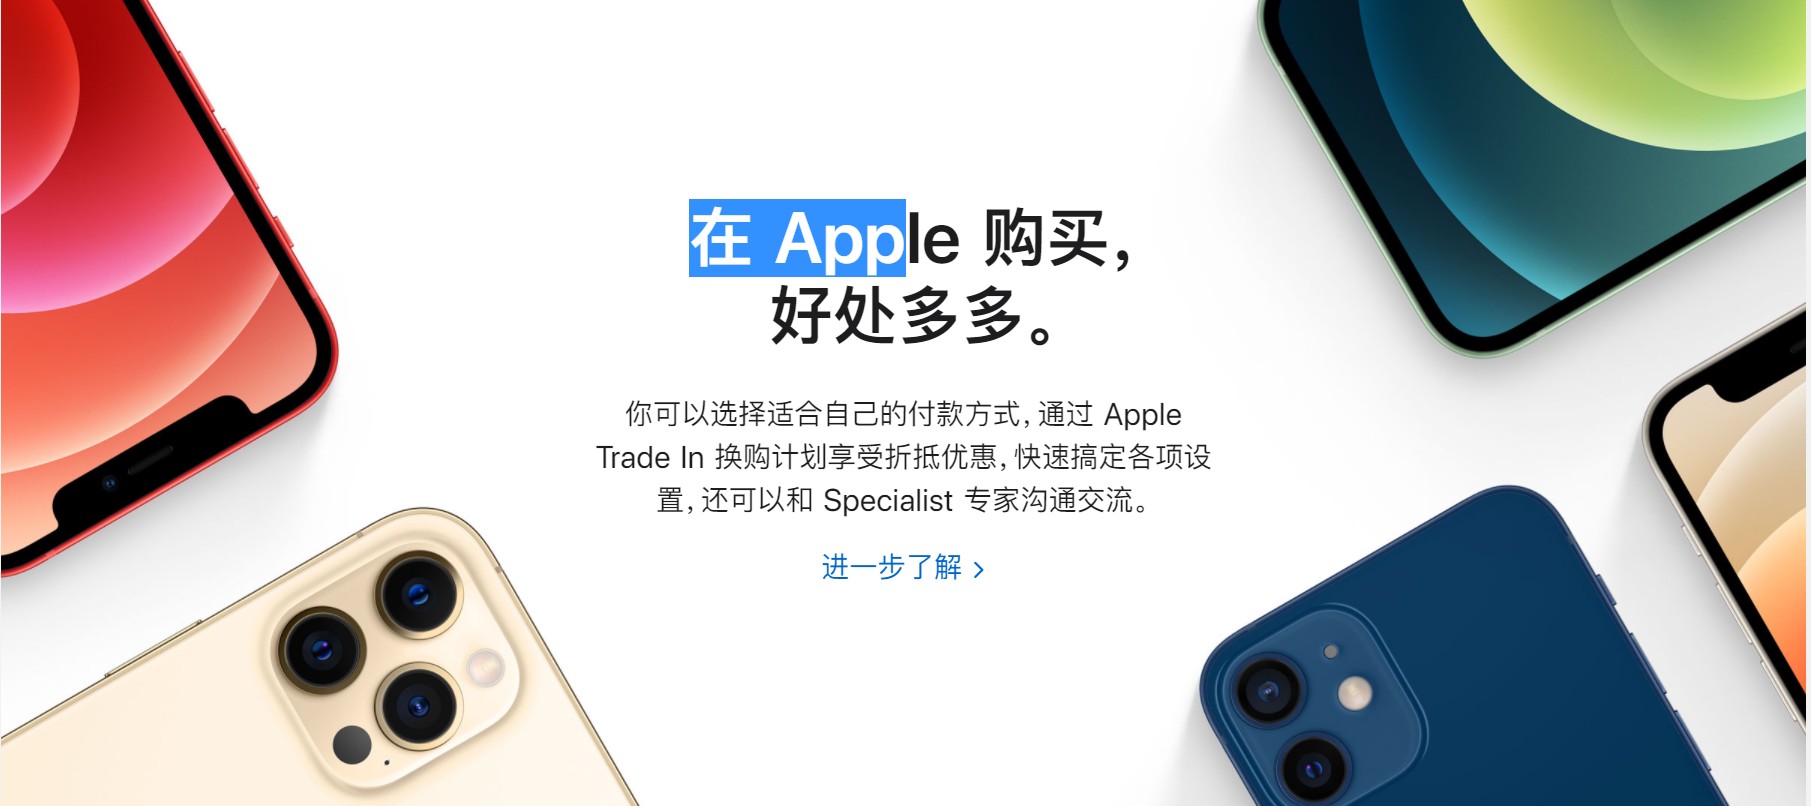 在 Apple 购买，
好处多多。
你可以选择适合自己的付款方式，通过 Apple
Trade In 换购计划享受折抵优惠，快速搞定各项设
置，还可以和 Specialist 专家沟通交流。
进一步了解 >